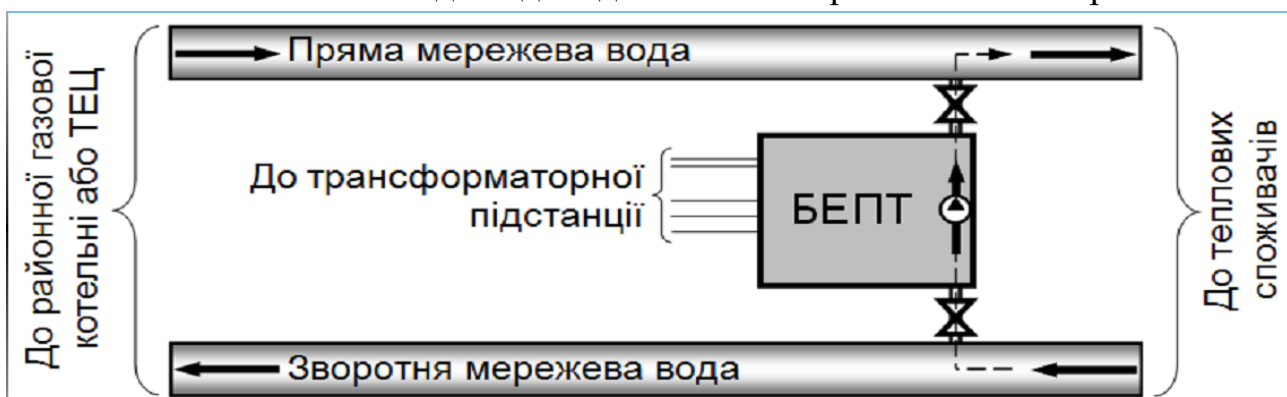 Пряма мережева вода
До районної газової
котельні або ТЕЦ
До трансформаторної
підстанції
БЕПТ
До теплових
споживачів
Зворотня мережева вода